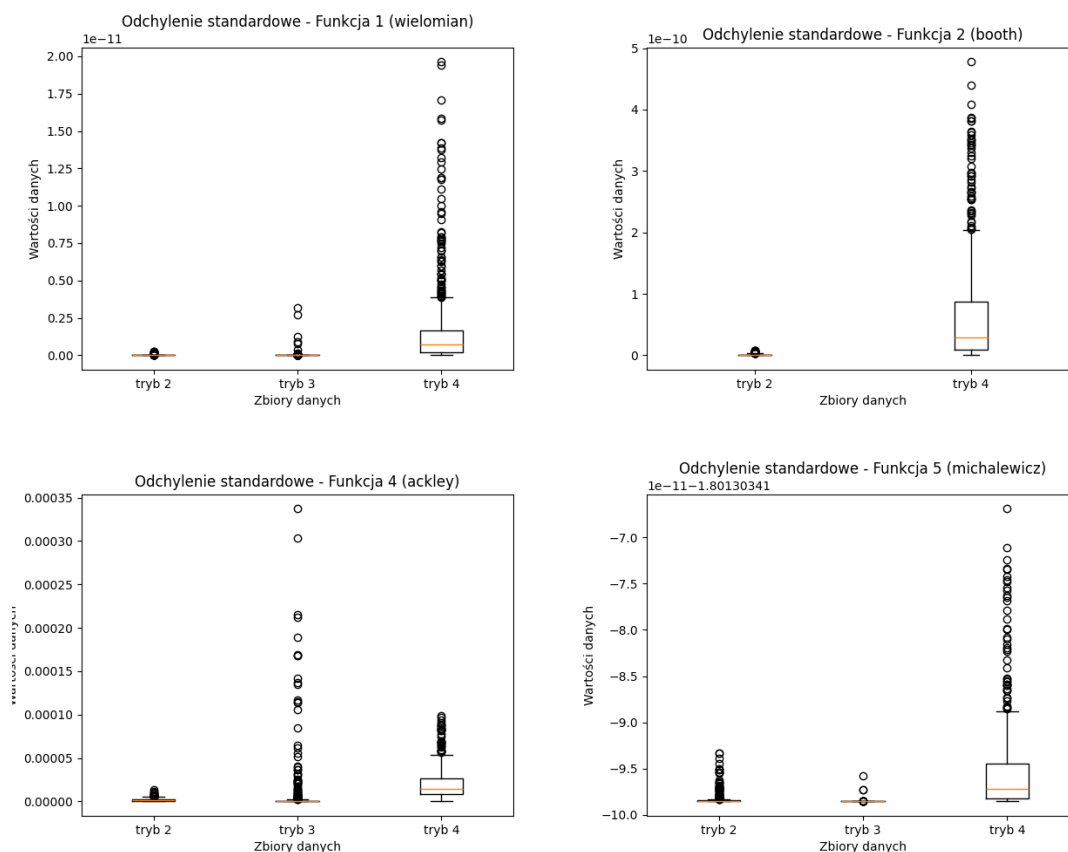 Odchylenie standardowe - Funkcja 1 (wielomian)
1e−11
2.00
1.75
1.50
1.25
1.00
0.75
0.50
0.25
0.00
Wartości danych
tryb 2
tryb 3
tryb 4
Zbiory danych
Odchylenie standardowe - Funkcja 2 (booth)
1e−10
5
4
3
2
1
0
Wartości danych
tryb 2
tryb 4
Zbiory danych
Odchylenie standardowe - Funkcja 4 (ackley)
0.00035
0.00030
0.00025
0.00020
0.00015
0.00010
0.00005
0.00000
Wartości danych
tryb 2
tryb 3
tryb 4
Zbiory danych
Odchylenie standardowe - Funkcja 5 (michalewicz)
1e−11−1.80130341
−7.0
−7.5
−8.0
−8.5
−9.0
−9.5
−10.0
Wartości danych
tryb 2
tryb 3
tryb 4
Zbiory danych